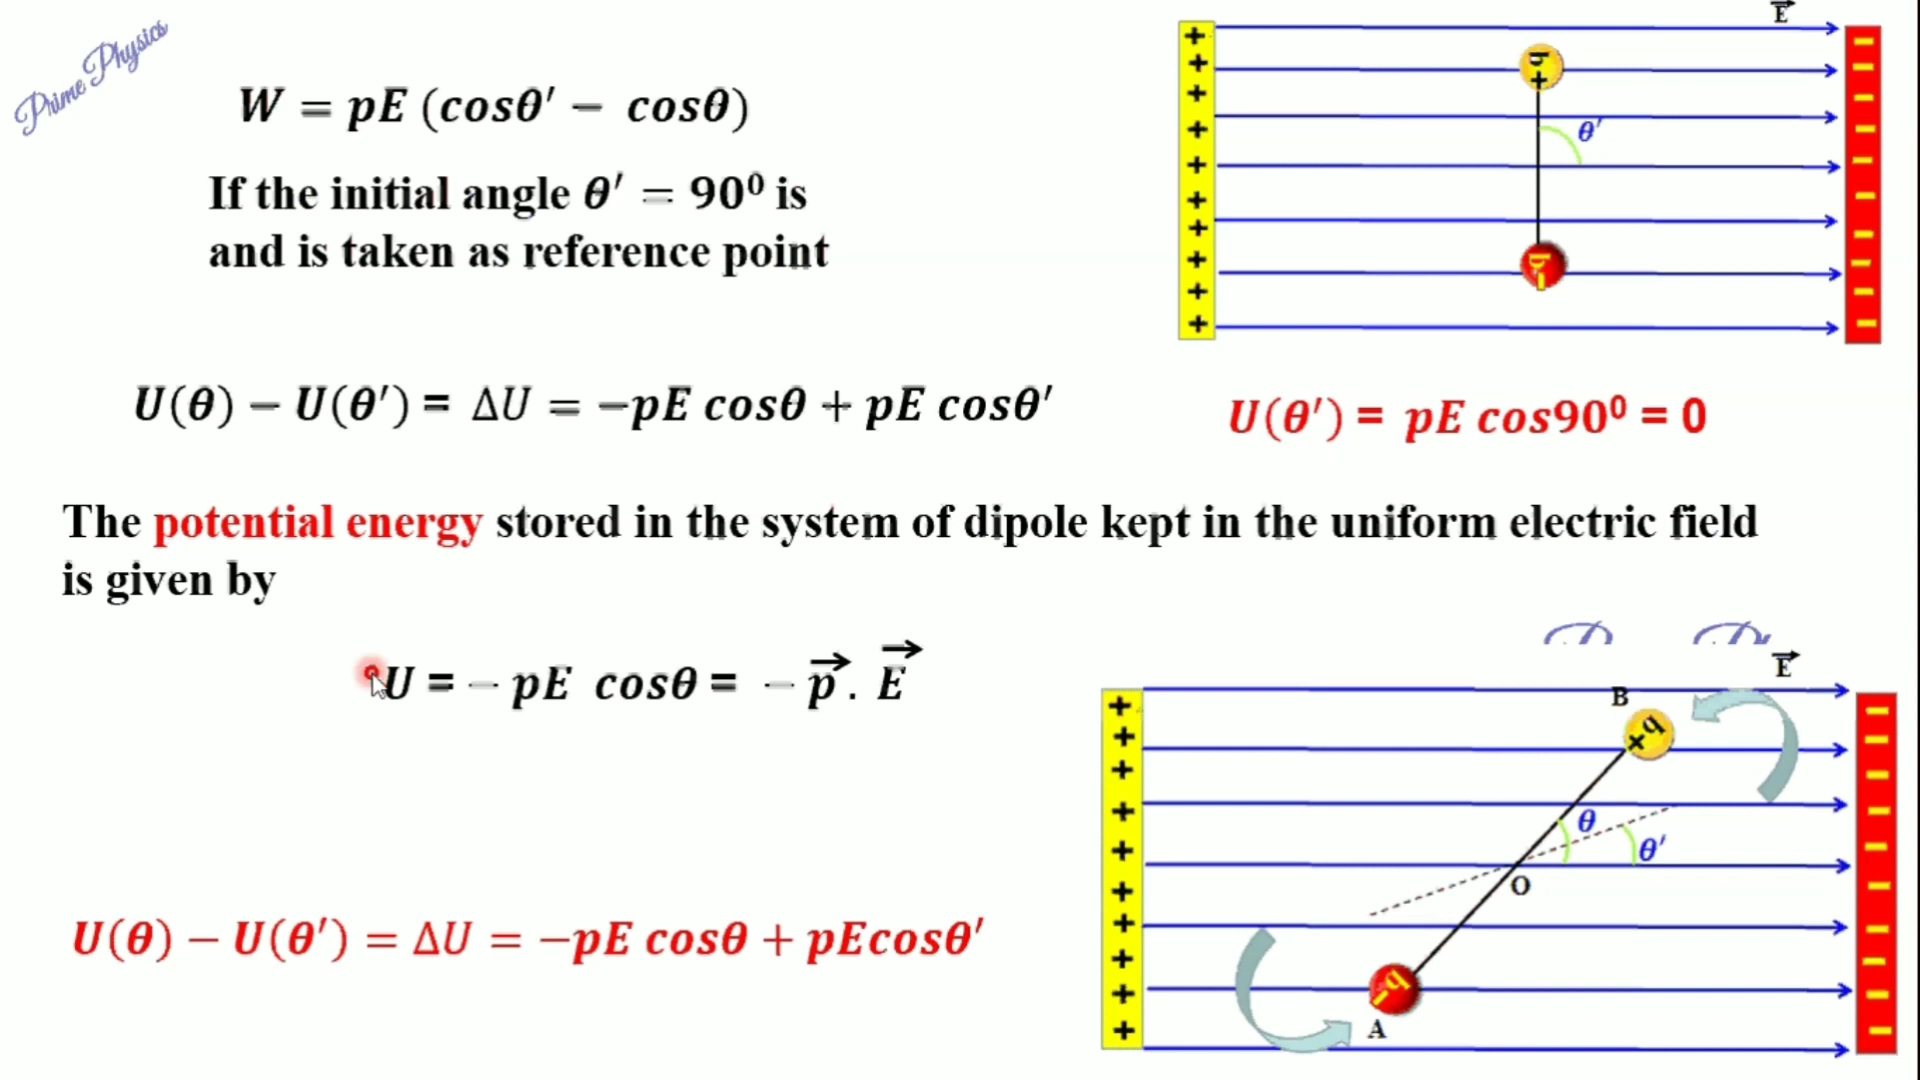 Prime Physics
W = pE (cosθ′ − cosθ)
If the initial angle θ′ = 90⁰ is
and is taken as reference point
U(θ) − U(θ′) = ΔU = −pE cosθ + pE cosθ′
U(θ′) = pE cos90⁰ = 0
The potential energy stored in the system of dipole kept in the uniform electric field
is given by
U = − pE cosθ = − p⃗ . E⃗
U(θ) − U(θ′) = ΔU = −pE cosθ + pEcosθ′
E⃗
+q
θ′
−q
E⃗
B
+q
θ
θ′
O
−q
A